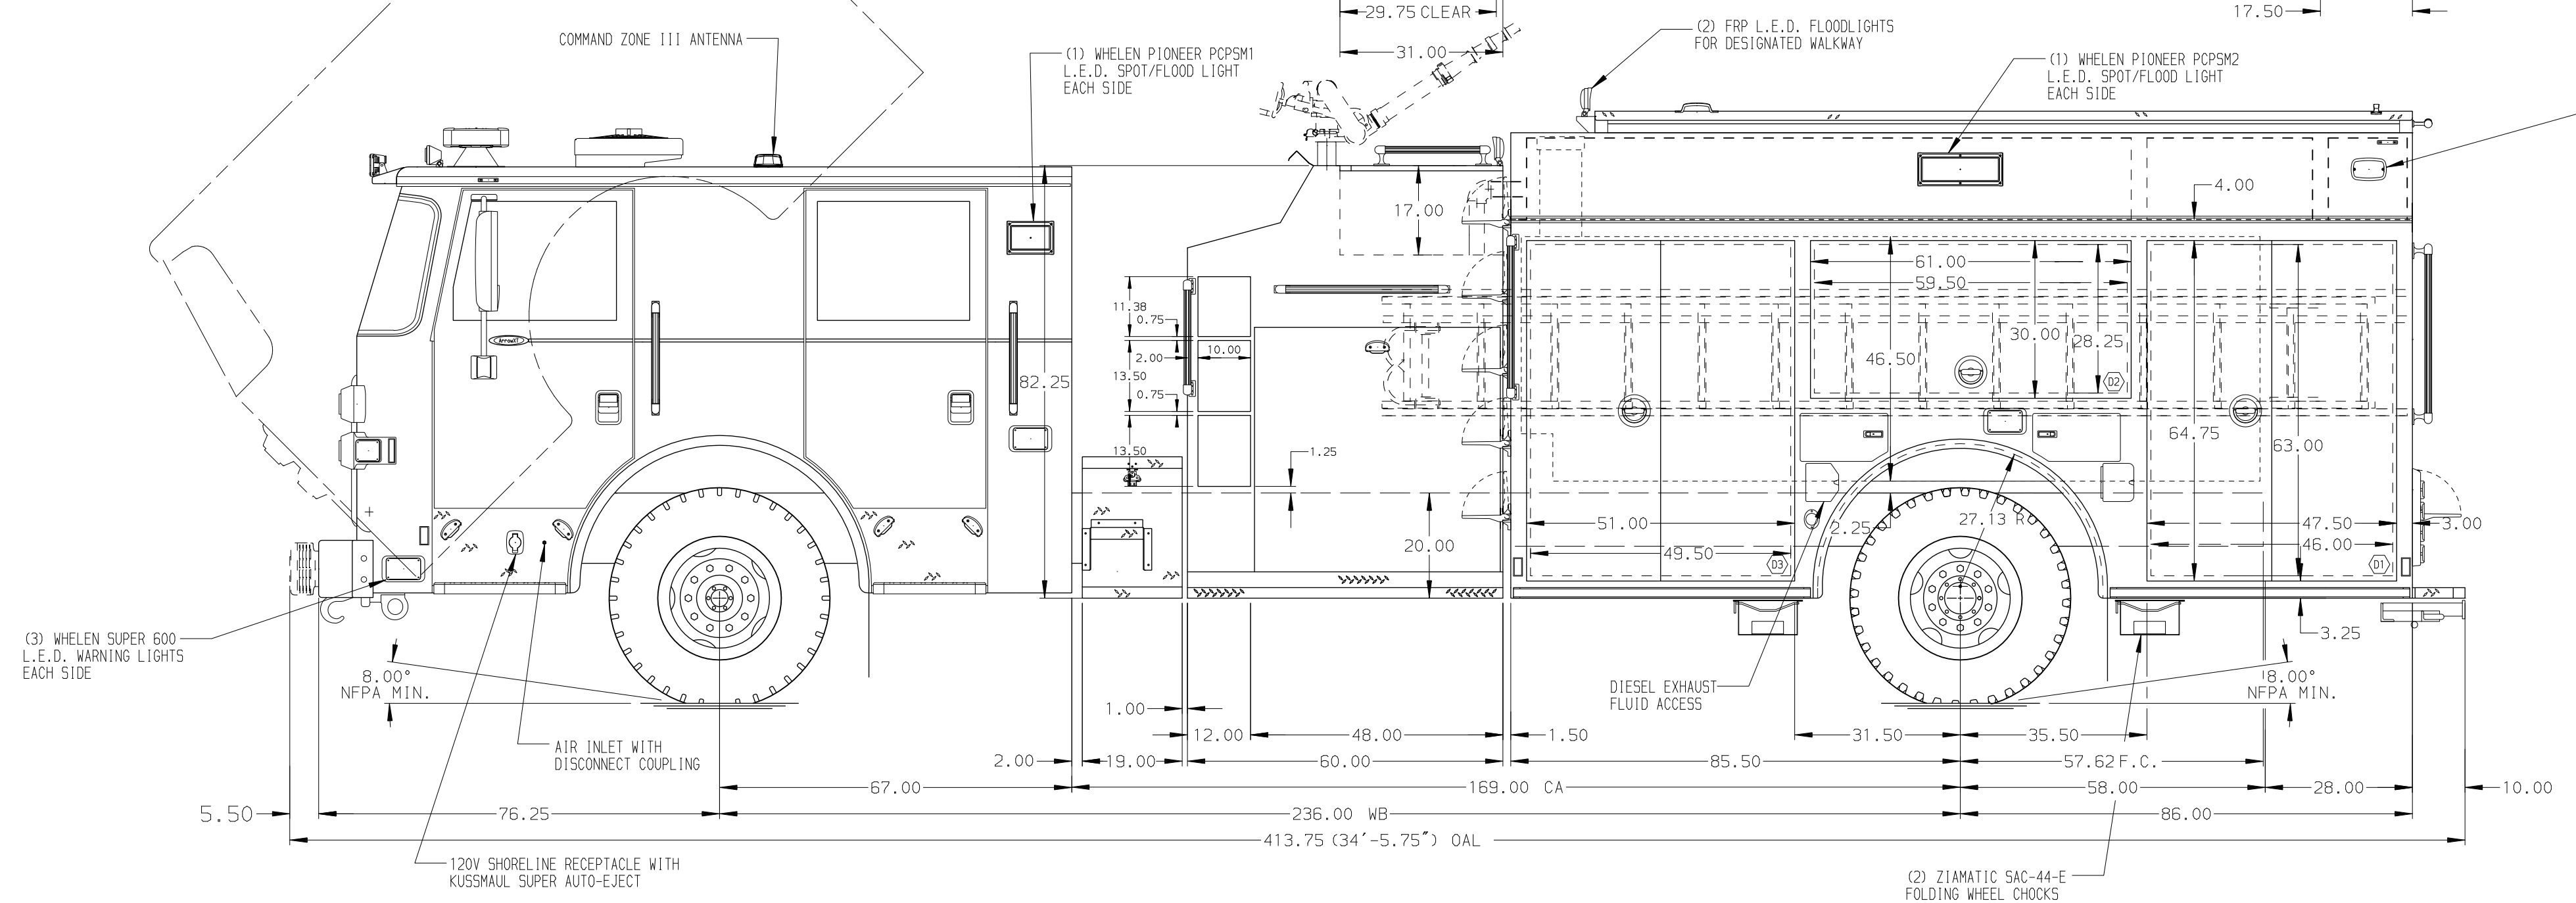 29.75 CLEAR
31.00
17.50
COMMAND ZONE III ANTENNA
(1) WHELEN PIONEER PCPSM1
L.E.D. SPOT/FLOOD LIGHT
EACH SIDE
(2) FRP L.E.D. FLOODLIGHTS
FOR DESIGNATED WALKWAY
(1) WHELEN PIONEER PCPSM2
L.E.D. SPOT/FLOOD LIGHT
EACH SIDE
4.00
17.00
61.00
59.50
11.38
0.75
2.00
10.00
13.50
0.75
13.50
82.25
ArrowXT
30.00
28.25
46.50
D2
64.75
63.00
1.25
20.00
51.00
49.50
D3
2.25
27.13 R
47.50
46.00
D1
3.00
3.25
(3) WHELEN SUPER 600
L.E.D. WARNING LIGHTS
EACH SIDE
8.00°
NFPA MIN.
8.00°
NFPA MIN.
DIESEL EXHAUST
FLUID ACCESS
AIR INLET WITH
DISCONNECT COUPLING
1.00
12.00
48.00
1.50
31.50
35.50
2.00
19.00
60.00
85.50
57.62 F.C.
67.00
169.00 CA
58.00
28.00
10.00
5.50
76.25
236.00 WB
86.00
413.75 (34'-5.75") OAL
120V SHORELINE RECEPTACLE WITH
KUSSMAUL SUPER AUTO-EJECT
(2) ZIAMATIC SAC-44-E
FOLDING WHEEL CHOCKS